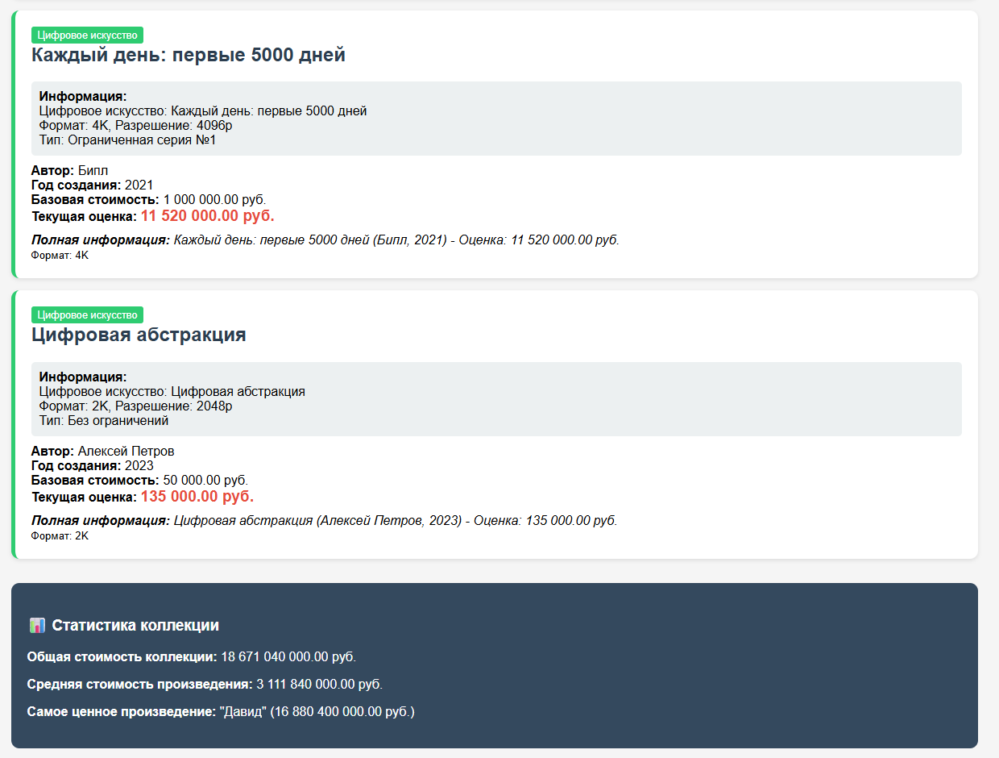 Цифровое искусство
Каждый день: первые 5000 дней
Информация:
Цифровое искусство: Каждый день: первые 5000 дней
Формат: 4K, Разрешение: 4096p
Тип: Ограниченная серия №1
Автор: Бипл
Год создания: 2021
Базовая стоимость: 1 000 000.00 руб.
Текущая оценка: 11 520 000.00 руб.
Полная информация: Каждый день: первые 5000 дней (Бипл, 2021) - Оценка: 11 520 000.00 руб.
Формат: 4K
Цифровое искусство
Цифровая абстракция
Информация:
Цифровое искусство: Цифровая абстракция
Формат: 2K, Разрешение: 2048p
Тип: Без ограничений
Автор: Алексей Петров
Год создания: 2023
Базовая стоимость: 50 000.00 руб.
Текущая оценка: 135 000.00 руб.
Полная информация: Цифровая абстракция (Алексей Петров, 2023) - Оценка: 135 000.00 руб.
Формат: 2K
Статистика коллекции
Общая стоимость коллекции: 18 671 040 000.00 руб.
Средняя стоимость произведения: 3 111 840 000.00 руб.
Самое ценное произведение: "Давид" (16 880 400 000.00 руб.)